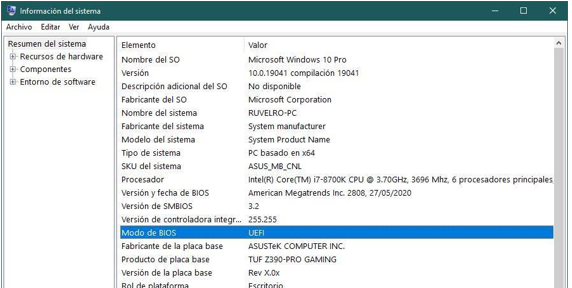 Información del sistema
Archivo Editar Ver Ayuda
Resumen del sistema
Recursos de hardware
Componentes
Entorno de software
Elemento Valor
Nombre del SO Microsoft Windows 10 Pro
Versión 10.0.19041 compilación 19041
Descripción adicional del SO No disponible
Fabricante del SO Microsoft Corporation
Nombre del sistema RUVELRO-PC
Fabricante del sistema System manufacturer
Modelo del sistema System Product Name
Tipo de sistema PC basado en x64
SKU del sistema ASUS_MB_CNL
Procesador Intel(R) Core(TM) i7-8700K CPU @ 3.70GHz, 3696 Mhz, 6 procesadores principales,
Versión y fecha de BIOS American Megatrends Inc. 2808, 27/05/2020
Versión de SMBIOS 3.2
Versión de controladora integr... 255.255
Modo de BIOS UEFI
Fabricante de la placa base ASUSTeK COMPUTER INC.
Producto de placa base TUF Z390-PRO GAMING
Versión de la placa base Rev X.0x
Rol de plataforma Escritorio